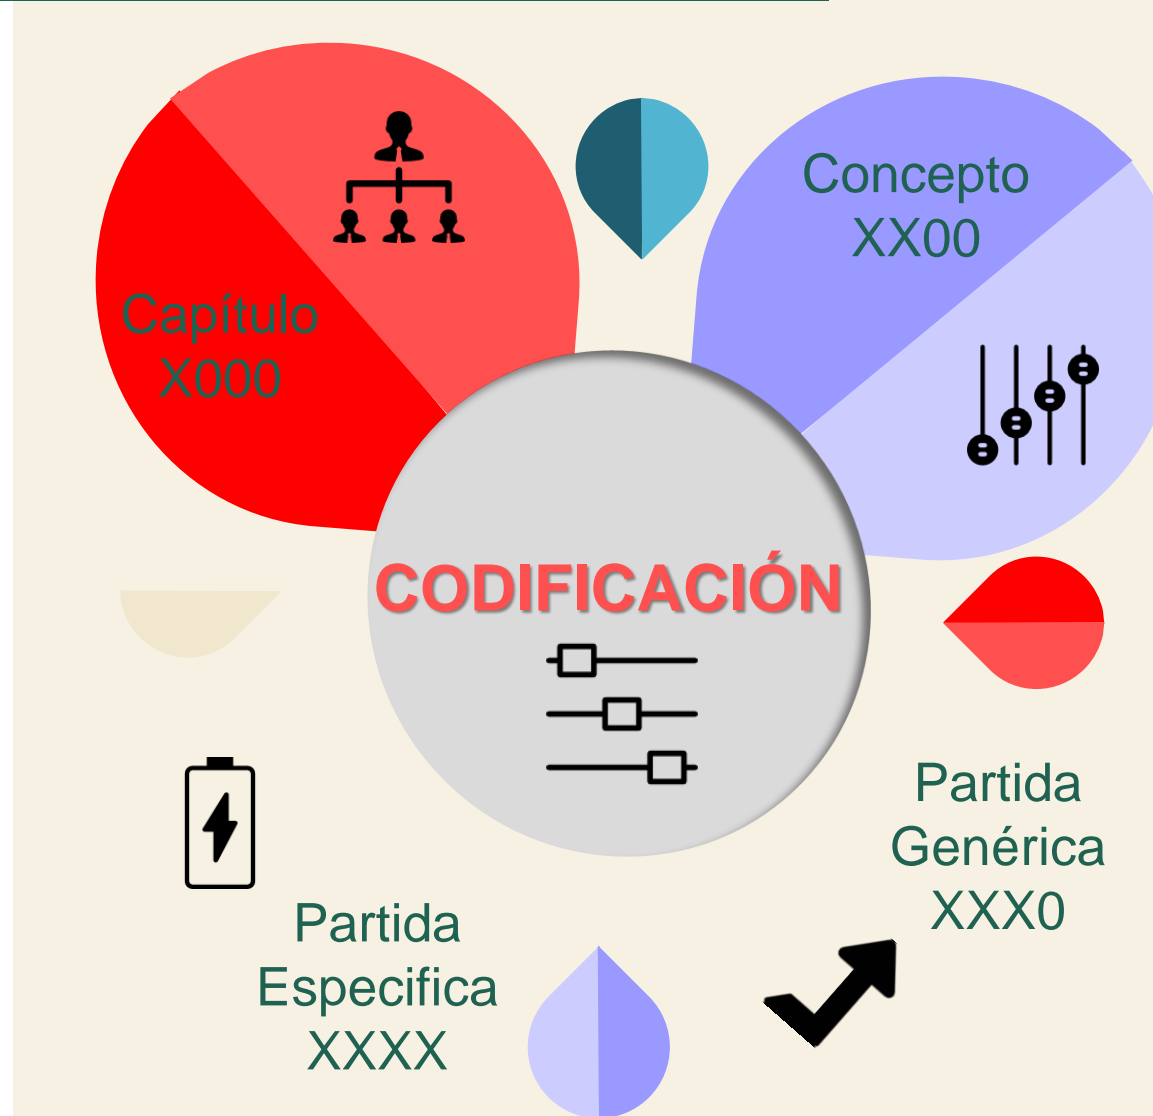 Capítulo
X000
Concepto
XX00
CODIFICACIÓN
Partida
Genérica
XXX0
Partida
Especifica
XXXX